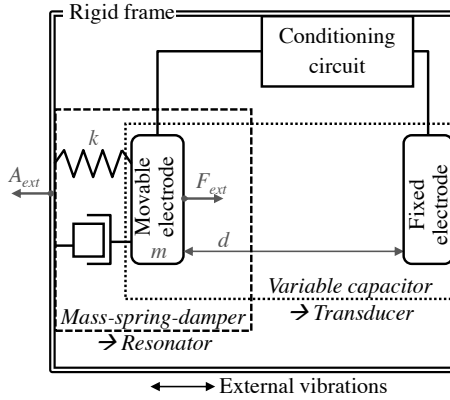 Rigid frame
Conditioning
circuit
k
A_ext
Movable
electrode
m
F_ext
d
Fixed
electrode
Variable capacitor
→ Transducer
Mass-spring-damper
→ Resonator
External vibrations